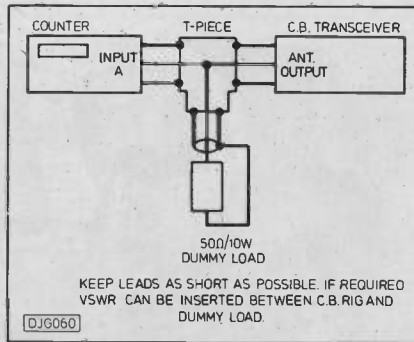 COUNTER
T-PIECE
C.B. TRANSCEIVER
INPUT
A
ANT.
OUTPUT
50Ω/10W
DUMMY LOAD
KEEP LEADS AS SHORT AS POSSIBLE. IF REQUIRED
VSWR CAN BE INSERTED BETWEEN C.B. RIG AND
DUMMY LOAD.
DJG060